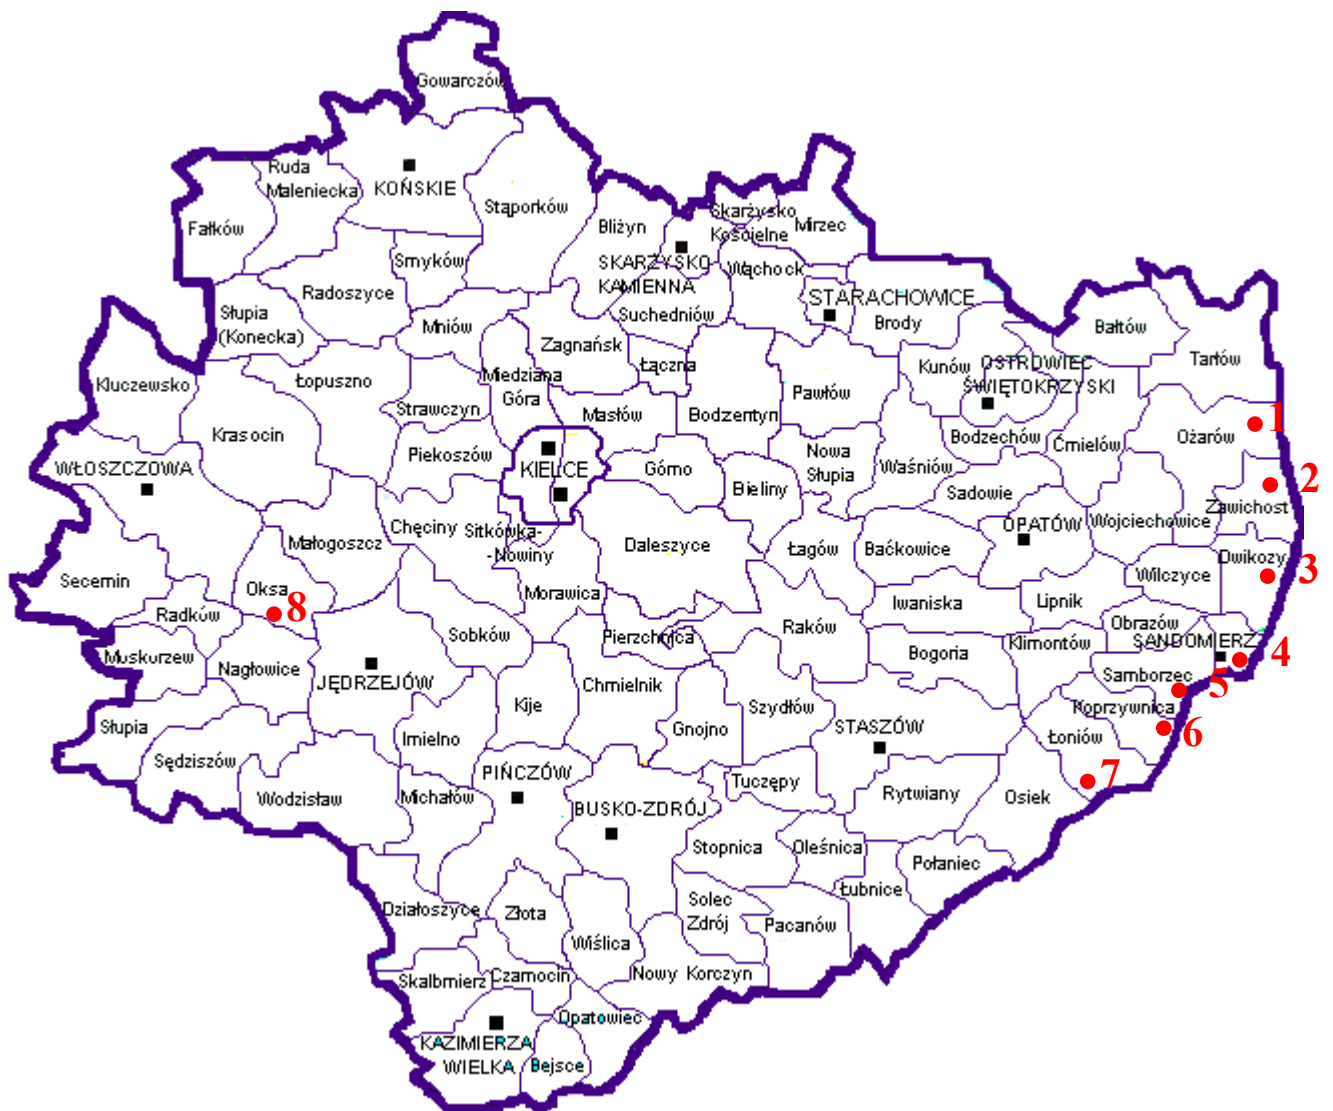 Gowarczów
Ruda
Maleniecka
KOŃSKIE
Stąporków
Fałków
Bliżyn
Skarżysko
Kościelne
Mirzec
Smyków
SKARŻYSKO
KAMIENNA
Wąchock
Radoszyce
Słupia
(Konecka)
Mniów
Suchedniów
STARACHOWICE
Brody
Bałtów
Tarłów
Zagnańsk
Łączna
Kluczewsko
Łopuszno
Miedziana
Góra
Kunów
OSTROWIEC
ŚWIĘTOKRZYSKI
Strawczyn
Masłów
Bodzentyn
Pawłów
1
Krasocin
Bodzechów
Ćmielów
Ożarów
Piekoszów
WŁOSZCZOWA
KIELCE
Górno
Bieliny
Nowa
Słupia
Waśniów
2
Sadowie
Zawichost
Chęciny
Sitkówka-
-Nowiny
OPATÓW
Wojciechowice
Małogoszcz
Daleszyce
Łagów
Baćkowice
Dwikozy
3
Secemin
Oksa
8
Morawica
Wilczyce
Radków
Iwaniska
Lipnik
Obrazów
Sobków
Pierzchnica
Raków
Klimontów
SANDOMIERZ
4
Moskorzew
Nagłowice
JĘDRZEJÓW
Bogoria
Samborzec
5
Chmielnik
Kije
Szydłów
Koprzywnica
6
Słupia
Imielno
Gnojno
STASZÓW
Łoniów
Sędziszów
PIŃCZÓW
Tuczępy
7
Wodzisław
Michałów
BUSKO-ZDRÓJ
Rytwiany
Osiek
Stopnica
Oleśnica
Połaniec
Łubnice
Działoszyce
Złota
Solec
Zdrój
Pacanów
Wiślica
Skalbmierz
Czarnocin
Nowy Korczyn
Opatowiec
KAZIMIERZA
WIELKA
Bejsce